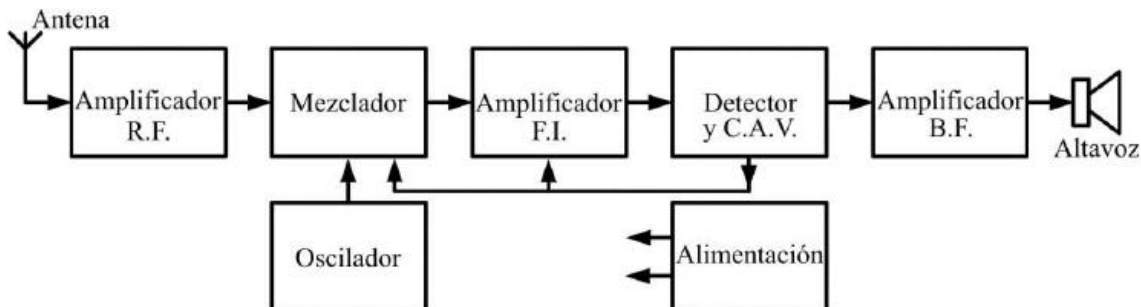 Antena
Amplificador
R.F.
Mezclador
Amplificador
F.I.
Detector
y C.A.V.
Amplificador
B.F.
Altavoz
Oscilador
Alimentación